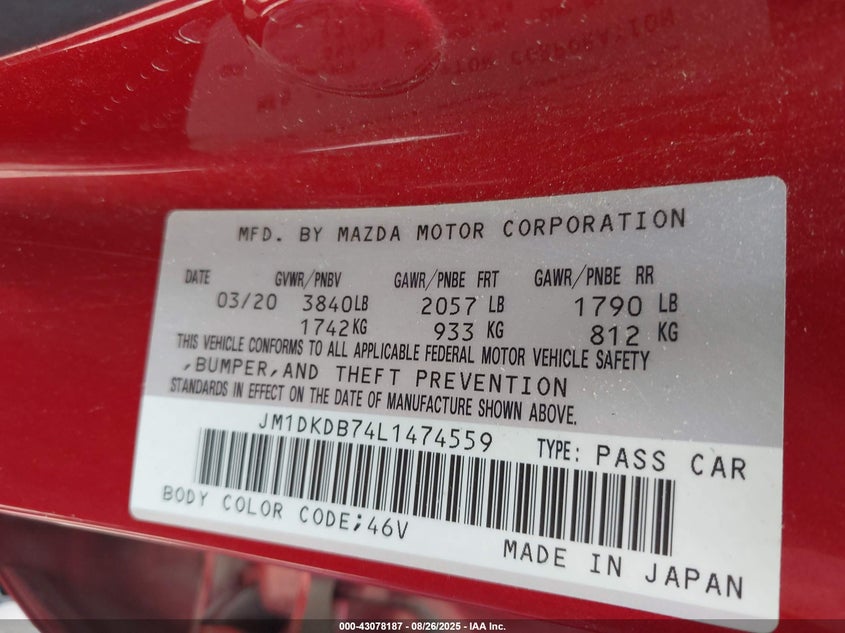 MFD. BY MAZDA MOTOR CORPORATION
DATE GVWR/PNBV GAWR/PNBE FRT GAWR/PNBE RR
03/20 3840LB 2057 LB 1790 LB
1742KG 933 KG 812 KG
THIS VEHICLE CONFORMS TO ALL APPLICABLE FEDERAL MOTOR VEHICLE SAFETY
,BUMPER,AND THEFT PREVENTION
STANDARDS IN EFFECT ON THE DATE OF MANUFACTURE SHOWN ABOVE.
JM1DKDB74L1474559 TYPE: PASS CAR
BODY COLOR CODE;46V
MADE IN JAPAN
000-43078187 - 08/26/2025 - IAA Inc.